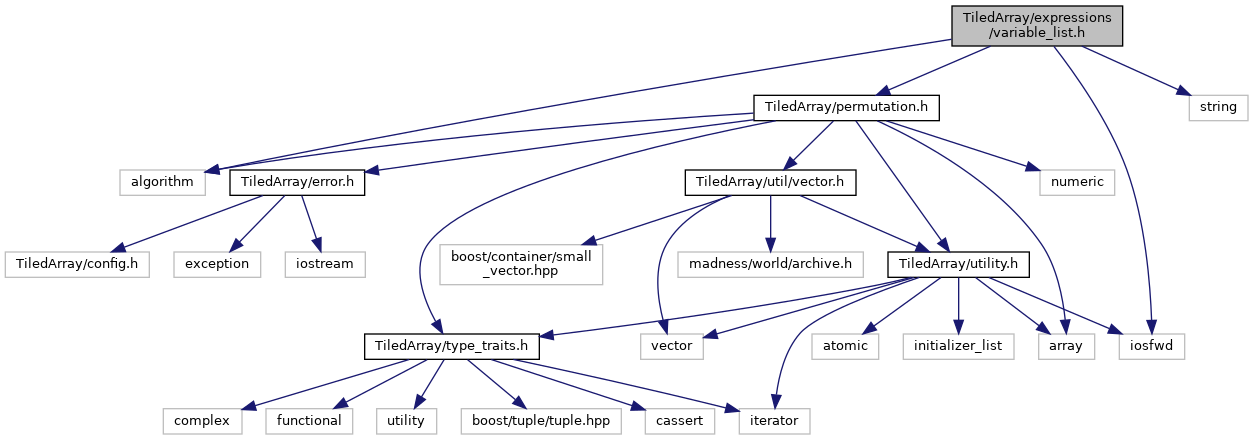 TiledArray/expressions
/variable_list.h
TiledArray/permutation.h
string
algorithm
TiledArray/error.h
TiledArray/util/vector.h
numeric
TiledArray/config.h
exception
iostream
boost/container/small
_vector.hpp
madness/world/archive.h
TiledArray/utility.h
TiledArray/type_traits.h
vector
atomic
initializer_list
array
iosfwd
complex
functional
utility
boost/tuple/tuple.hpp
cassert
iterator